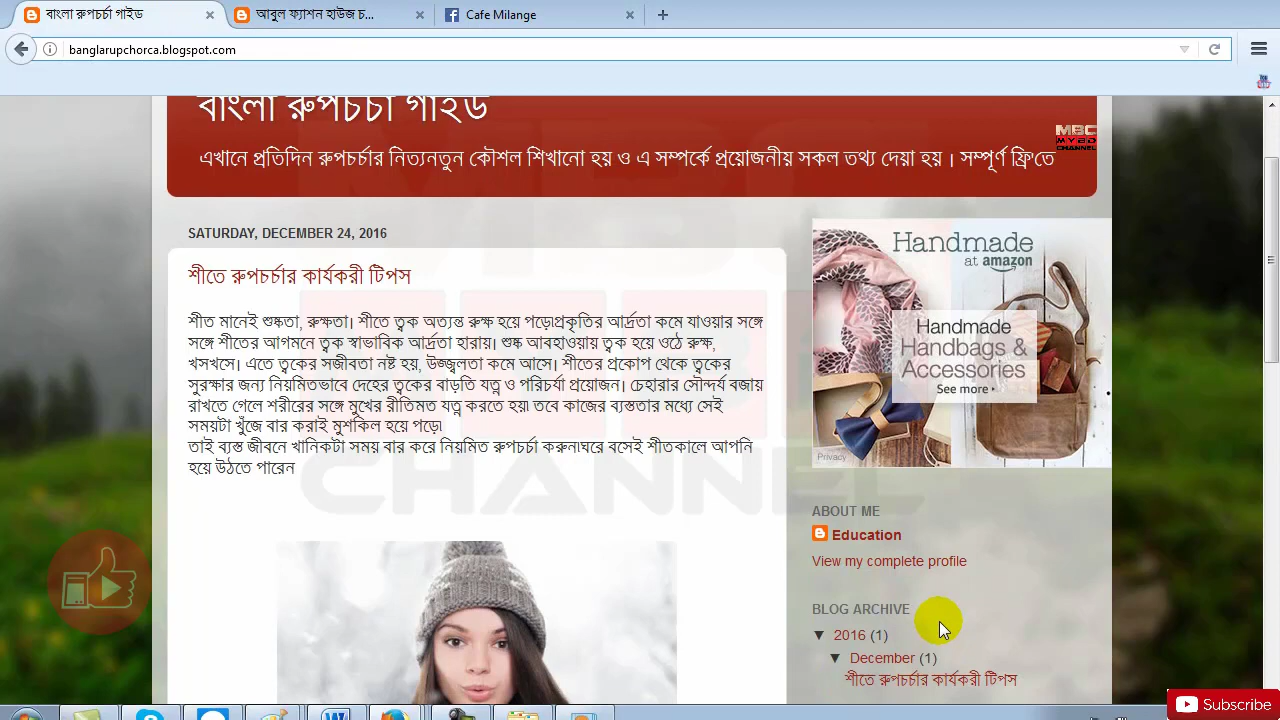 বাংলা রুপচর্চা গাইড
আবুল ফ্যাশন হাউজ চ...
Cafe Milange
banglarupchorca.blogspot.com
বাংলা রুপচর্চা গাইড
এখানে প্রতিদিন রুপচর্চার নিত্যনতুন কৌশল শিখানো হয় ও এ সম্পর্কে প্রয়োজনীয় সকল তথ্য দেয়া হয় । সম্পূর্ণ ফ্রি'তে
MBC
MYBD
CHANNEL
SATURDAY, DECEMBER 24, 2016
শীতে রুপচর্চার কার্যকরী টিপস
শীত মানেই শুষ্কতা, রুক্ষতা। শীতে ত্বক অত্যন্ত রুক্ষ হয়ে পড়ে।প্রকৃতির আর্দ্রতা কমে যাওয়ার সঙ্গে
সঙ্গে শীতের আগমনে ত্বক স্বাভাবিক আর্দ্রতা হারায়। শুষ্ক আবহাওয়ায় ত্বক হয়ে ওঠে রুক্ষ,
খসখসে। এতে ত্বকের সজীবতা নষ্ট হয়, উজ্জ্বলতা কমে আসে। শীতের প্রকোপ থেকে ত্বকের
সুরক্ষার জন্য নিয়মিতভাবে দেহের ত্বকের বাড়তি যত্ন ও পরিচর্যা প্রয়োজন। চেহারার সৌন্দর্য বজায়
রাখতে গেলে শরীরের সঙ্গে মুখের রীতিমত যত্ন করতে হয়৷ তবে কাজের ব্যস্ততার মধ্যে সেই
সময়টা খুঁজে বার করাই মুশকিল হয়ে পড়ে৷
তাই ব্যস্ত জীবনে খানিকটা সময় বার করে নিয়মিত রুপচর্চা করুন৷ঘরে বসেই শীতকালে আপনি
হয়ে উঠতে পারেন
CHANNEL
Handmade
at amazon
Handmade
Handbags &
Accessories
See more
Privacy
ABOUT ME
Education
View my complete profile
BLOG ARCHIVE
▼ 2016 (1)
▼ December (1)
শীতে রুপচর্চার কার্যকরী টিপস
Subscribe